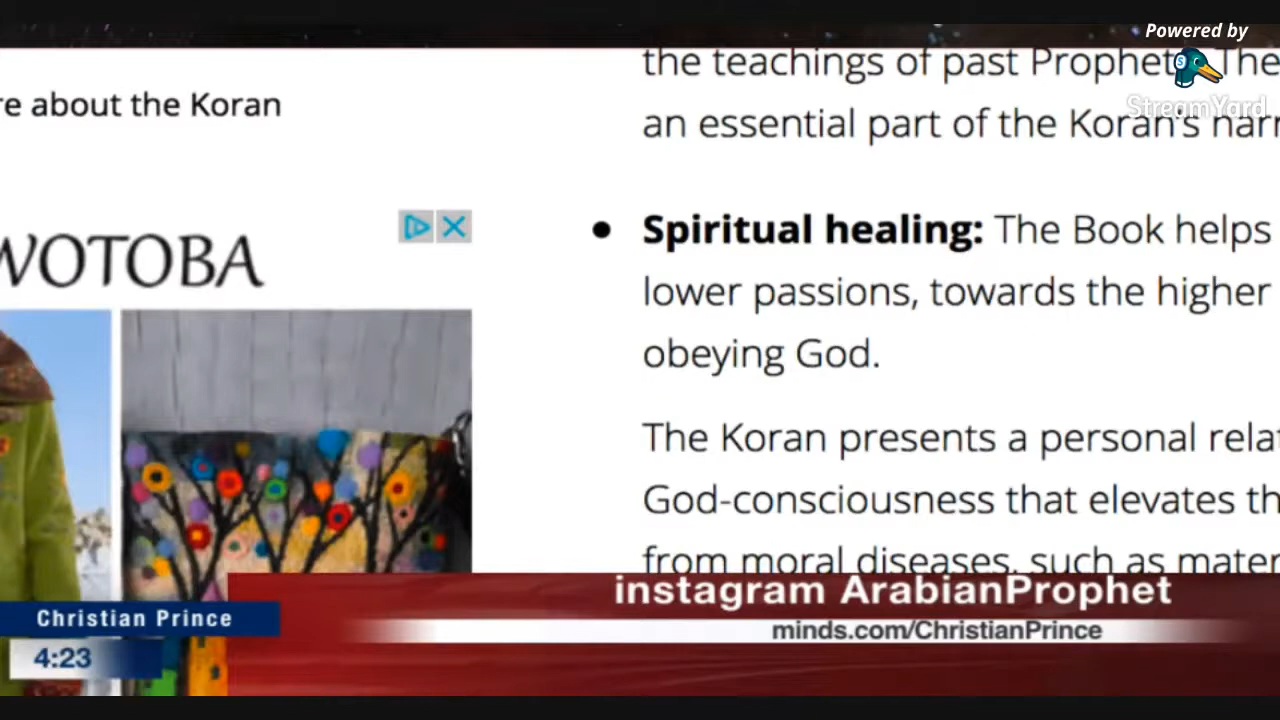 Powered by
StreamYard
the teachings of past Prophet The
an essential part of the Koran's narr
re about the Koran
WOTOBA
• Spiritual healing: The Book helps
lower passions, towards the higher
obeying God.
The Koran presents a personal rela
God-consciousness that elevates th
from moral diseases, such as mater
instagram ArabianProphet
minds.com/ChristianPrince
Christian Prince
4:23